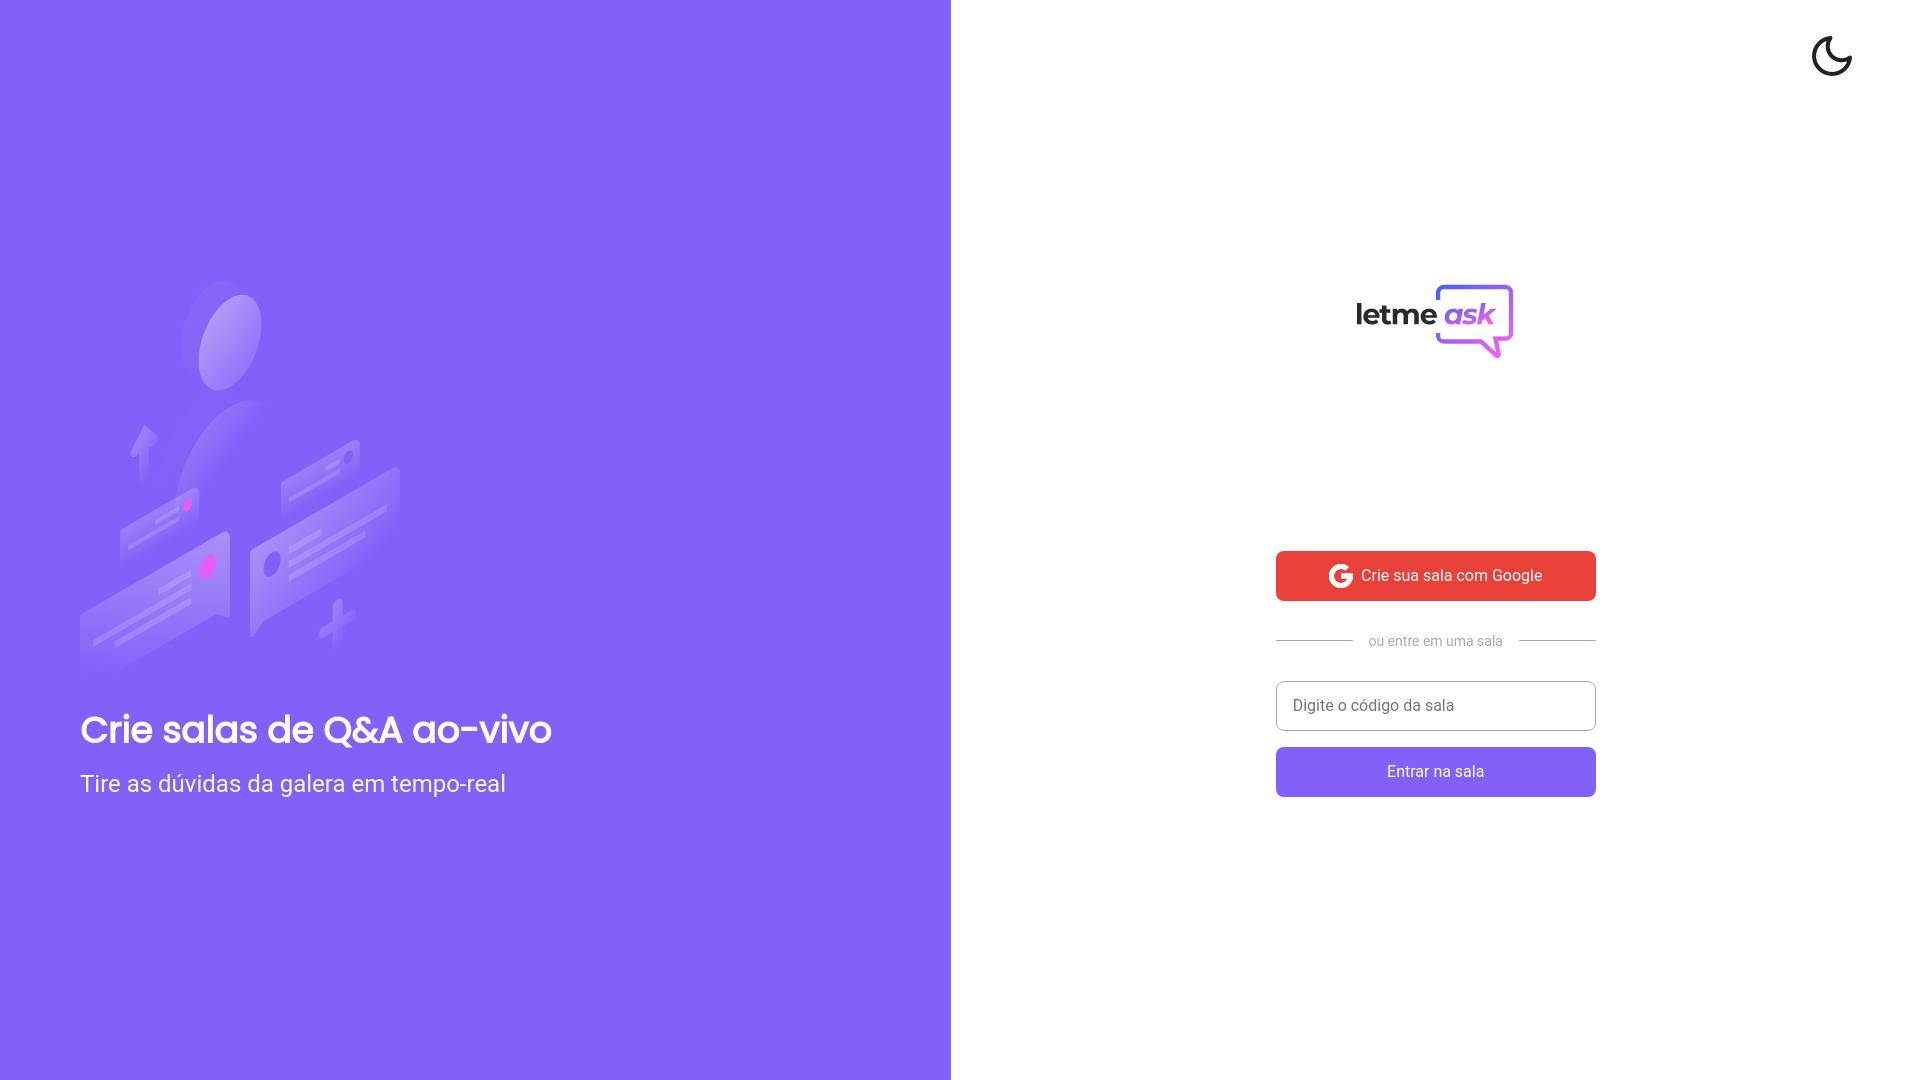 Crie salas de Q&A ao-vivo
Tire as dúvidas da galera em tempo-real
letme ask
Crie sua sala com Google
ou entre em uma sala
Digite o código da sala
Entrar na sala